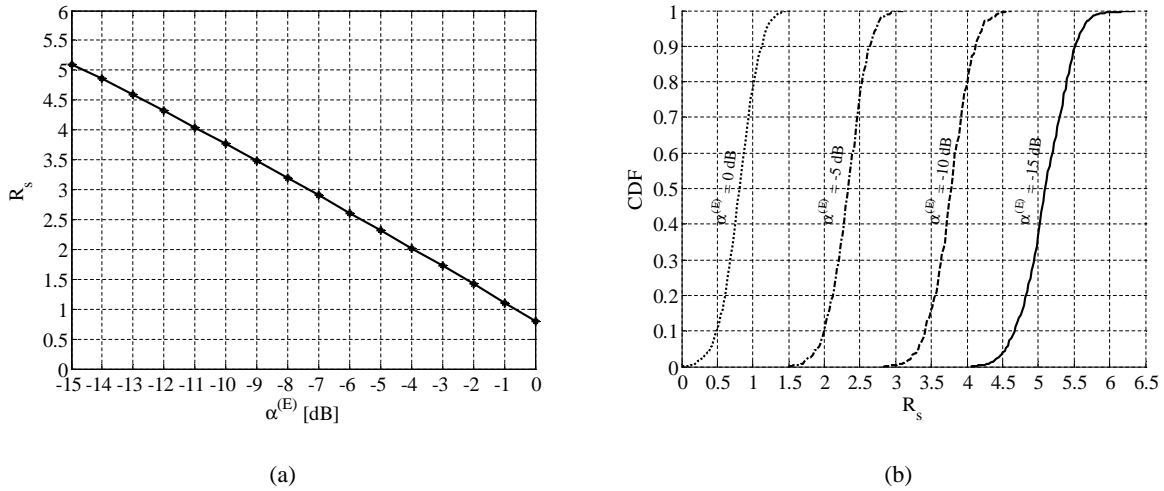 6
5.5
5
4.5
4
3.5
3
2.5
2
1.5
1
0.5
0
R_s
-15 -14 -13 -12 -11 -10 -9 -8 -7 -6 -5 -4 -3 -2 -1 0
α^(E) [dB]
(a)
1
0.9
0.8
0.7
0.6
0.5
0.4
0.3
0.2
0.1
0
CDF
α^(E) = 0 dB
α^(E) = -5 dB
α^(E) = -10 dB
α^(E) = -15 dB
0 0.5 1 1.5 2 2.5 3 3.5 4 4.5 5 5.5 6 6.5
R_s
(b)